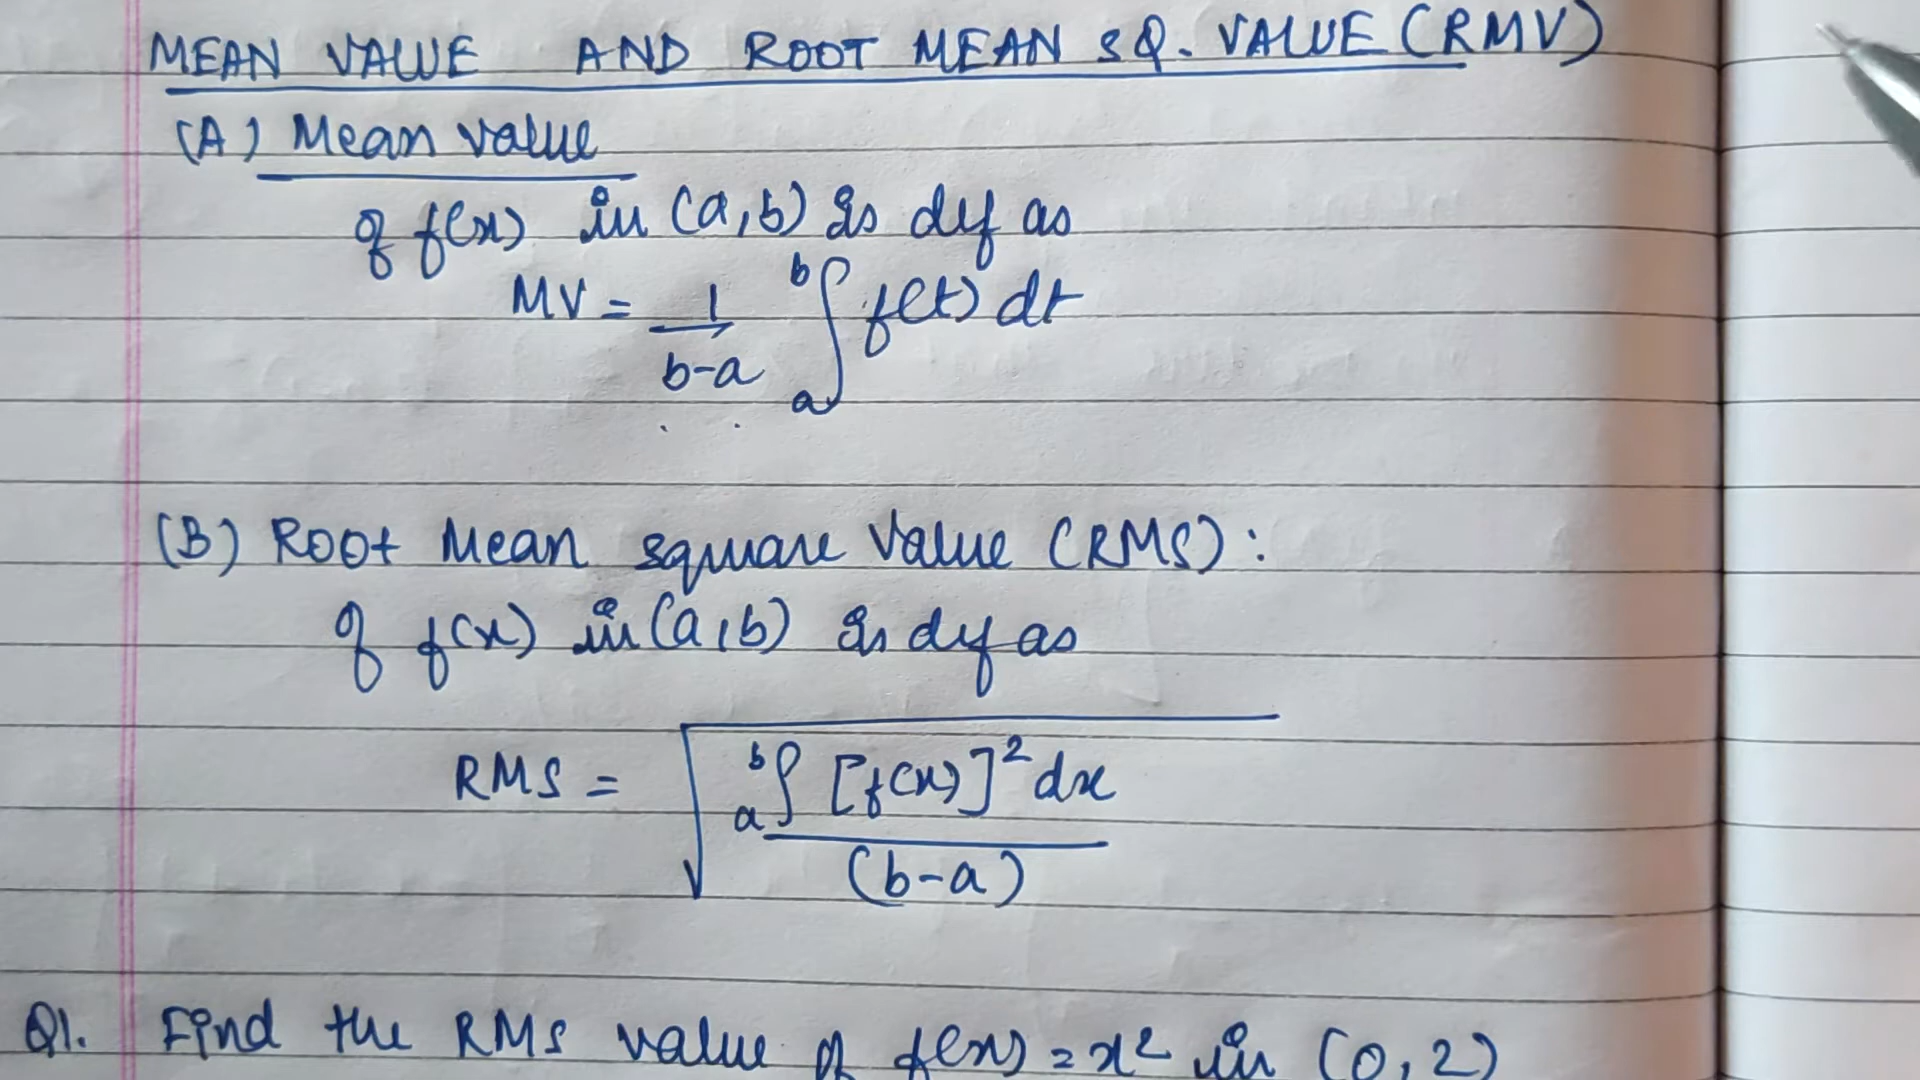 MEAN VALUE AND ROOT MEAN SQ. VALUE (RMV)
(A) Mean value
of f(x) in (a,b) is def as
MV = 1/(b-a) ∫_a^b f(t) dt
(B) Root Mean square Value (RMS):
of f(x) in (a,b) is def as
RMS = √(∫_a^b [f(x)]² dx / (b-a))
Q1. Find the RMS value of f(x) = x² in (0,2)